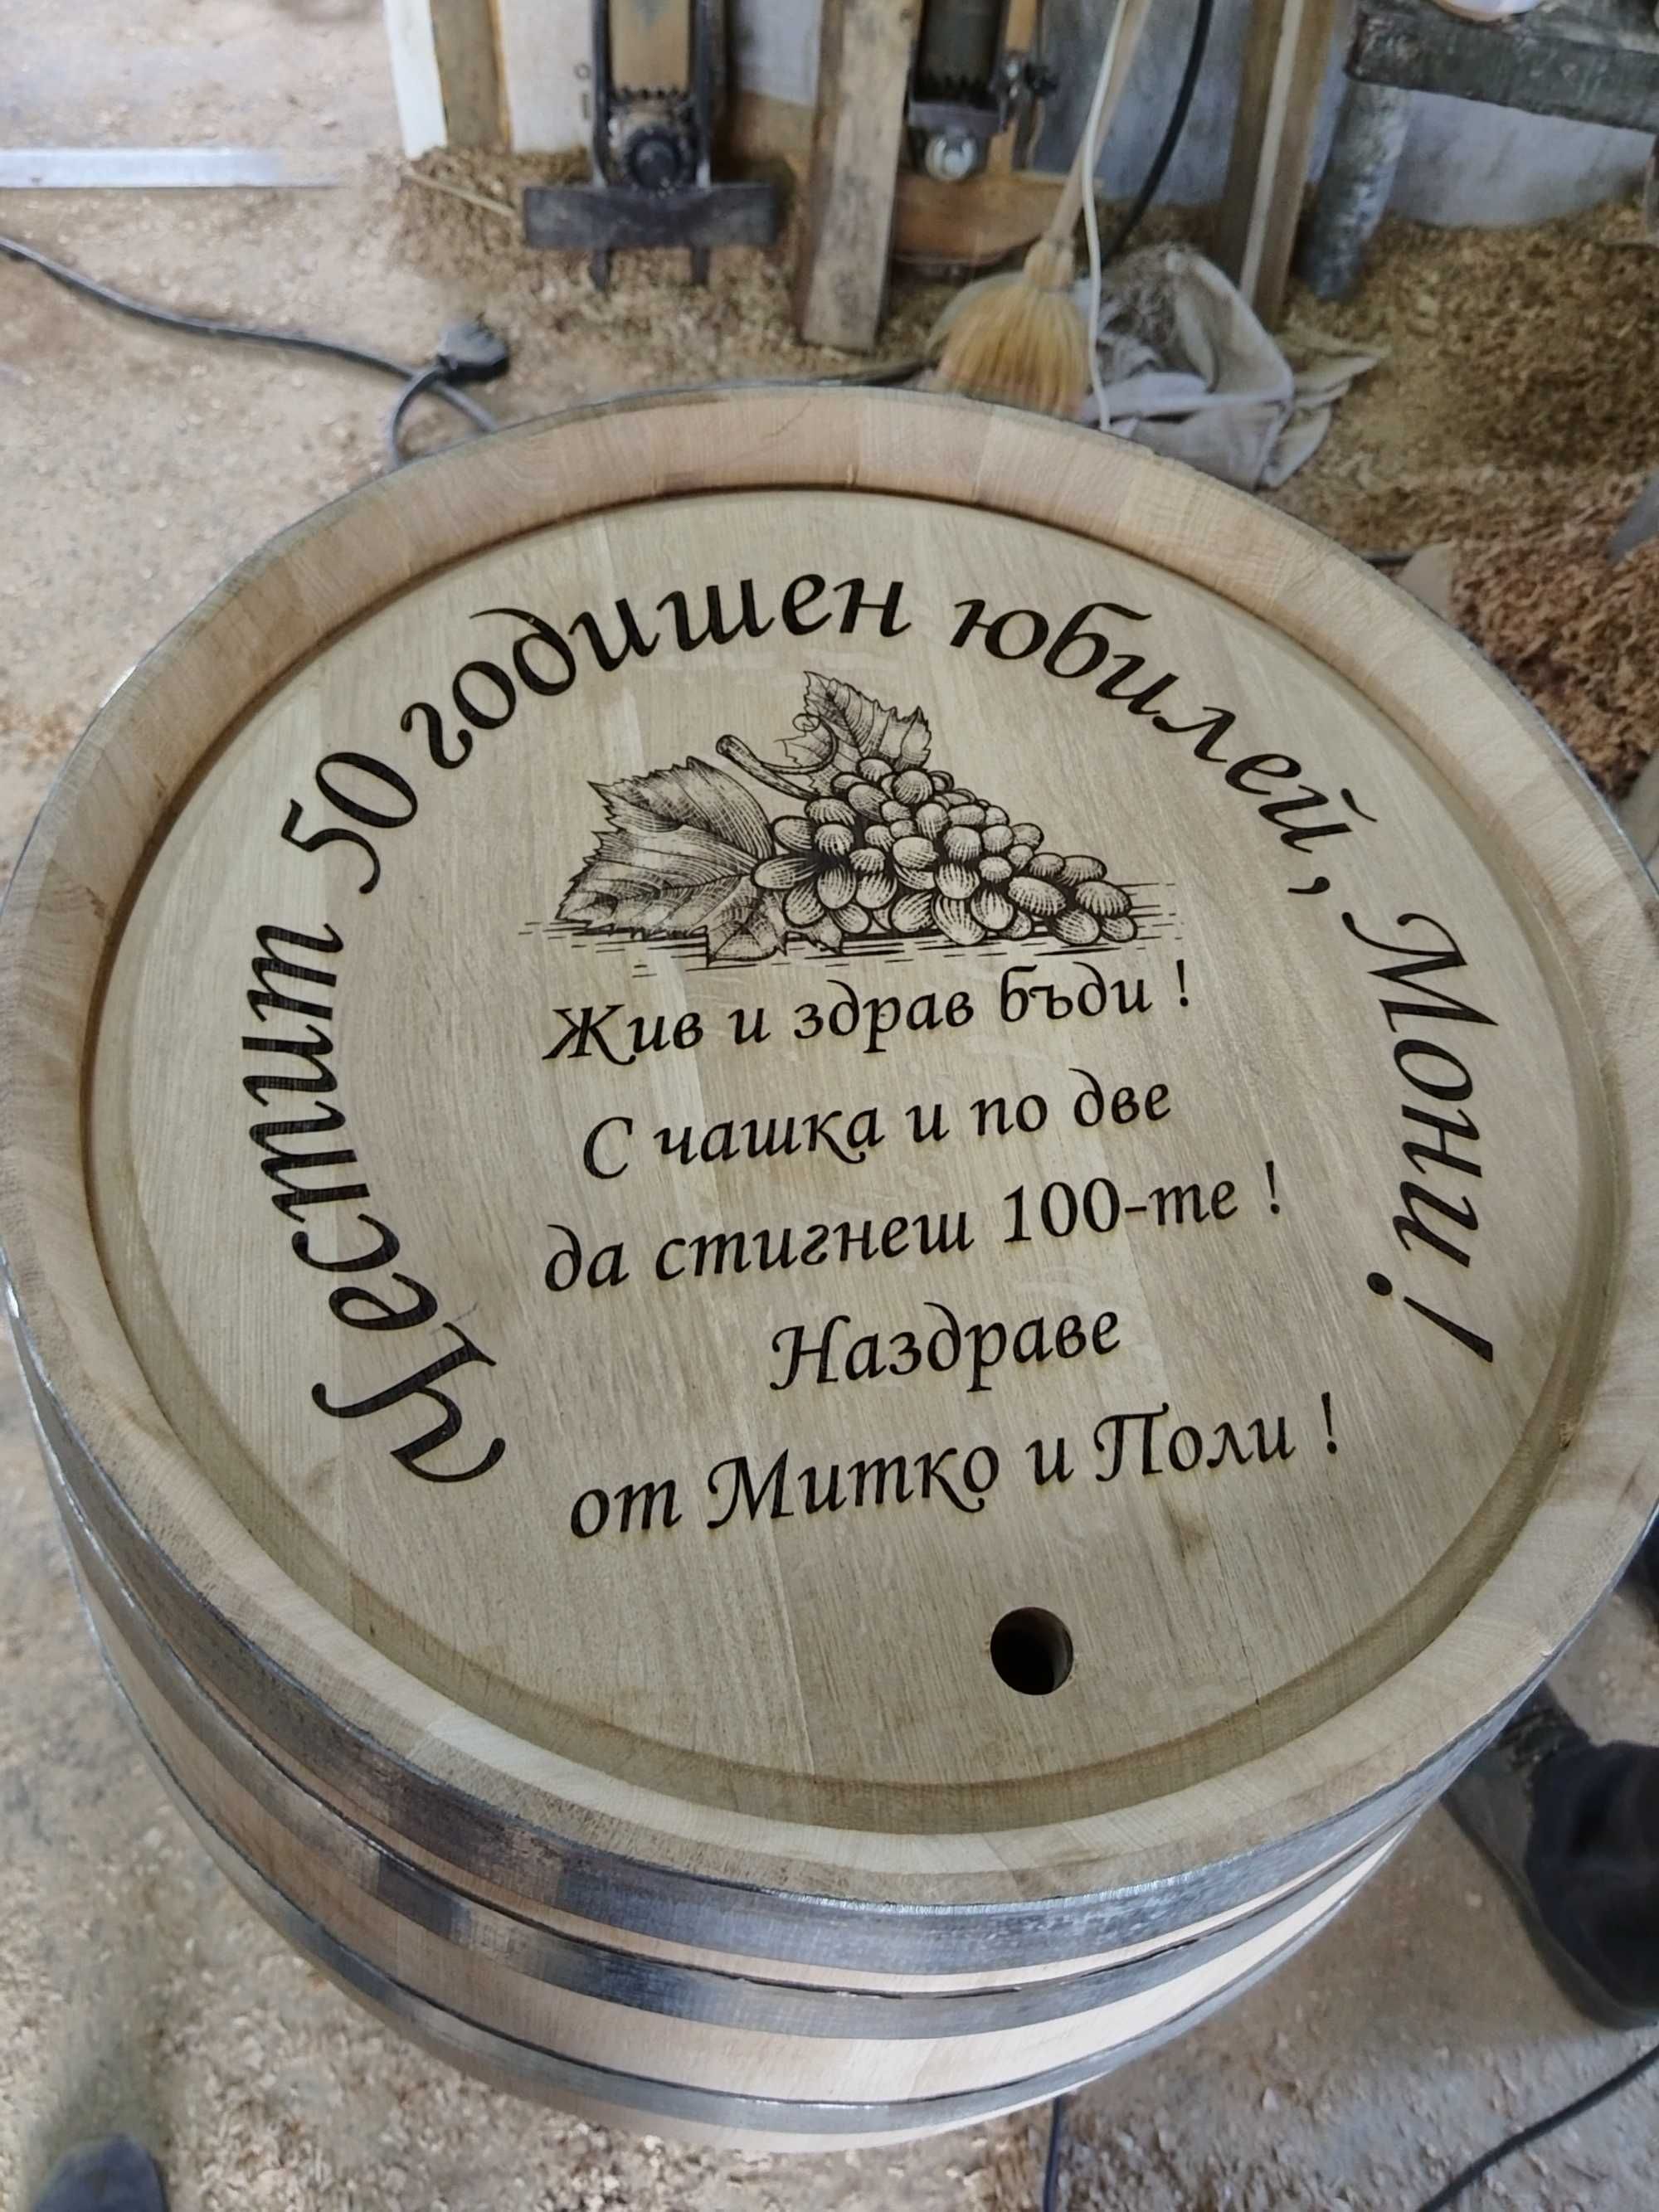 Честит 50 годишен юбилей, Мони !
Жив и здрав бъди !
С чашка и по две
да стигнеш 100-те !
Наздраве
от Митко и Поли !